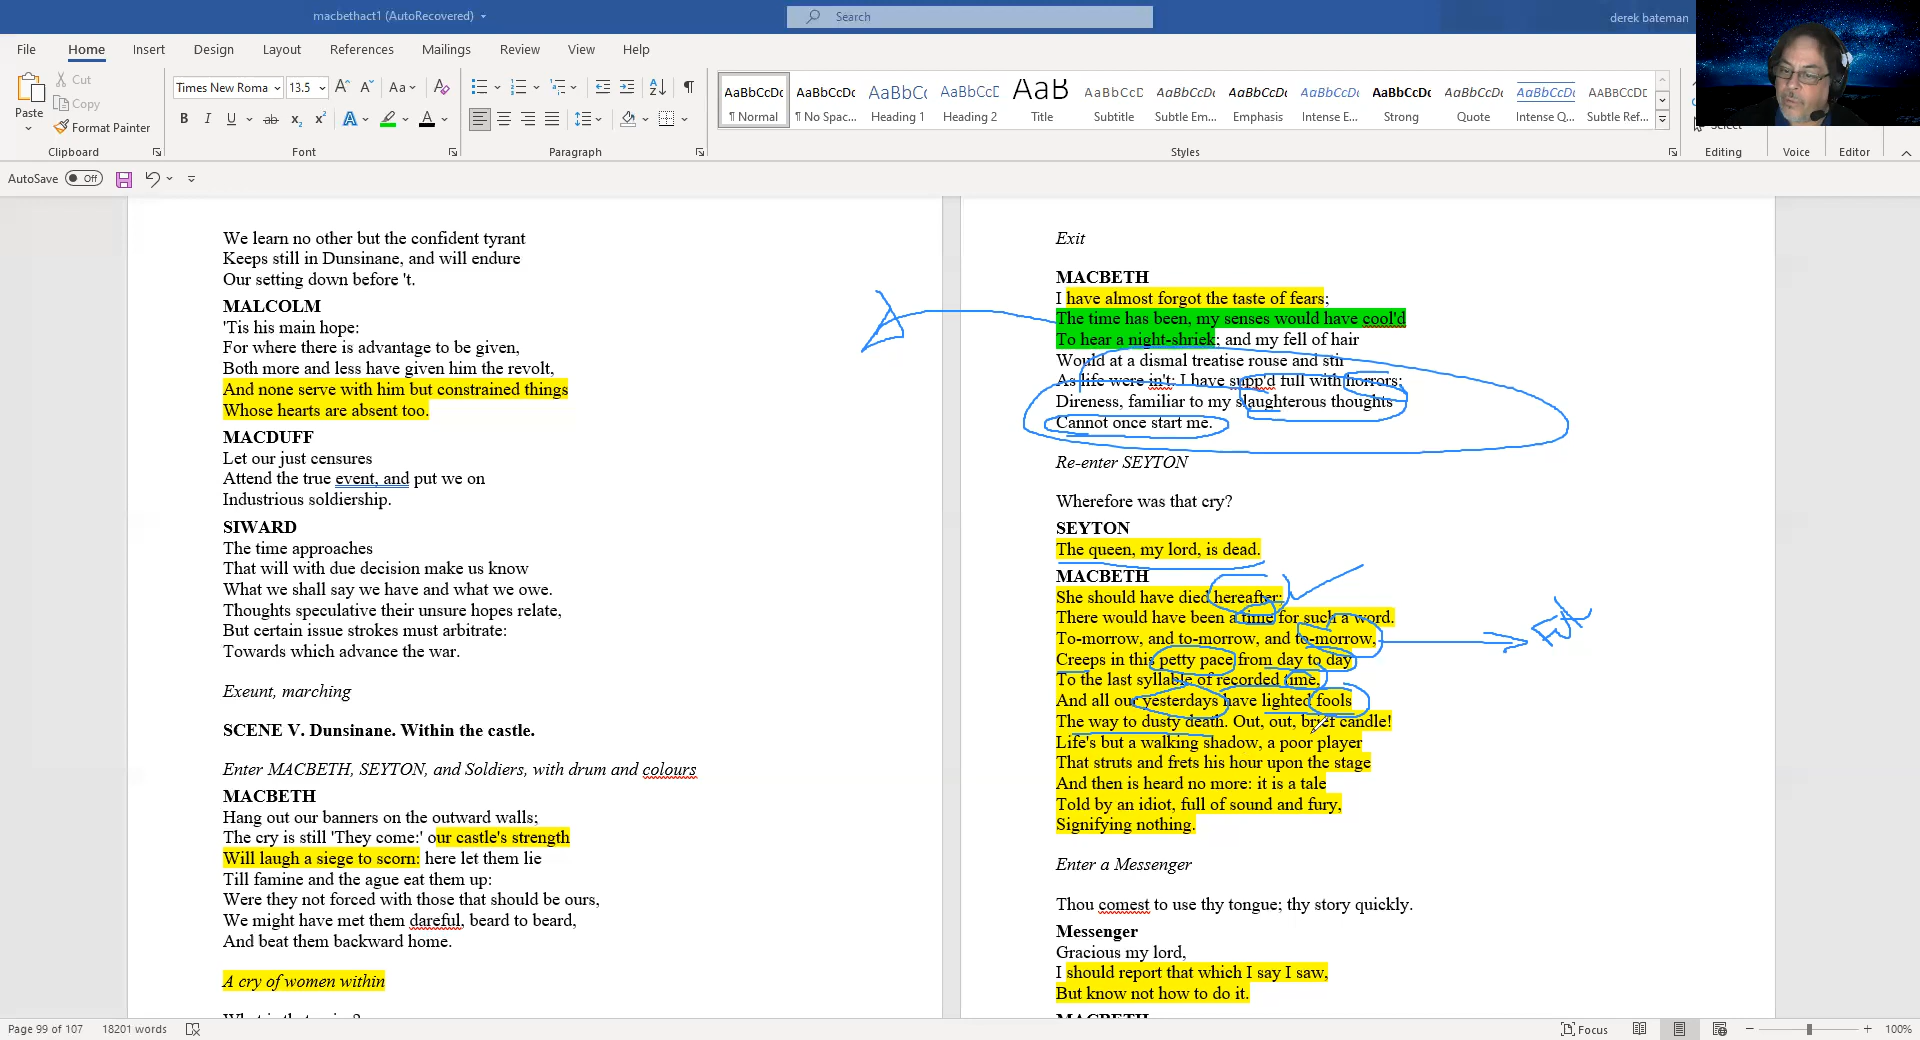 macbethact1 (AutoRecovered)
Search
derek bateman
File Home Insert Design Layout References Mailings Review View Help
Paste
Cut
Copy
Format Painter
Clipboard
Times New Roma 13.5
Font
Paragraph
AaBbCcDc AaBbCcDc AaBbCc AaBbCcD AaB AaBbCcD AaBbCcDc AaBbCcDc AaBbCcDc AaBbCcDc AaBbCcDc AaBbCcDc AABBCCDE
¶ Normal ¶ No Spac... Heading 1 Heading 2 Title Subtitle Subtle Em... Emphasis Intense E... Strong Quote Intense Q... Subtle Ref...
Styles
Select
Editing
Voice
Editor
AutoSave Off
We learn no other but the confident tyrant
Keeps still in Dunsinane, and will endure
Our setting down before 't.
MALCOLM
'Tis his main hope:
For where there is advantage to be given,
Both more and less have given him the revolt,
And none serve with him but constrained things
Whose hearts are absent too.
MACDUFF
Let our just censures
Attend the true event, and put we on
Industrious soldiership.
SIWARD
The time approaches
That will with due decision make us know
What we shall say we have and what we owe.
Thoughts speculative their unsure hopes relate,
But certain issue strokes must arbitrate:
Towards which advance the war.
Exeunt, marching
SCENE V. Dunsinane. Within the castle.
Enter MACBETH, SEYTON, and Soldiers, with drum and colours
MACBETH
Hang out our banners on the outward walls;
The cry is still 'They come:' our castle's strength
Will laugh a siege to scorn: here let them lie
Till famine and the ague eat them up:
Were they not forced with those that should be ours,
We might have met them dareful, beard to beard,
And beat them backward home.
A cry of women within
Exit
MACBETH
I have almost forgot the taste of fears;
The time has been, my senses would have cool'd
To hear a night-shriek; and my fell of hair
Would at a dismal treatise rouse and stir
As life were in't: I have supp'd full with horrors;
Direness, familiar to my slaughterous thoughts
Cannot once start me.
Re-enter SEYTON
Wherefore was that cry?
SEYTON
The queen, my lord, is dead.
MACBETH
She should have died hereafter;
There would have been a time for such a word.
To-morrow, and to-morrow, and to-morrow,
Creeps in this petty pace from day to day
To the last syllable of recorded time,
And all our yesterdays have lighted fools
The way to dusty death. Out, out, brief candle!
Life's but a walking shadow, a poor player
That struts and frets his hour upon the stage
And then is heard no more: it is a tale
Told by an idiot, full of sound and fury,
Signifying nothing.
Enter a Messenger
Thou comest to use thy tongue; thy story quickly.
Messenger
Gracious my lord,
I should report that which I say I saw,
But know not how to do it.
MACBETH
Page 99 of 107 18201 words
Focus
100%